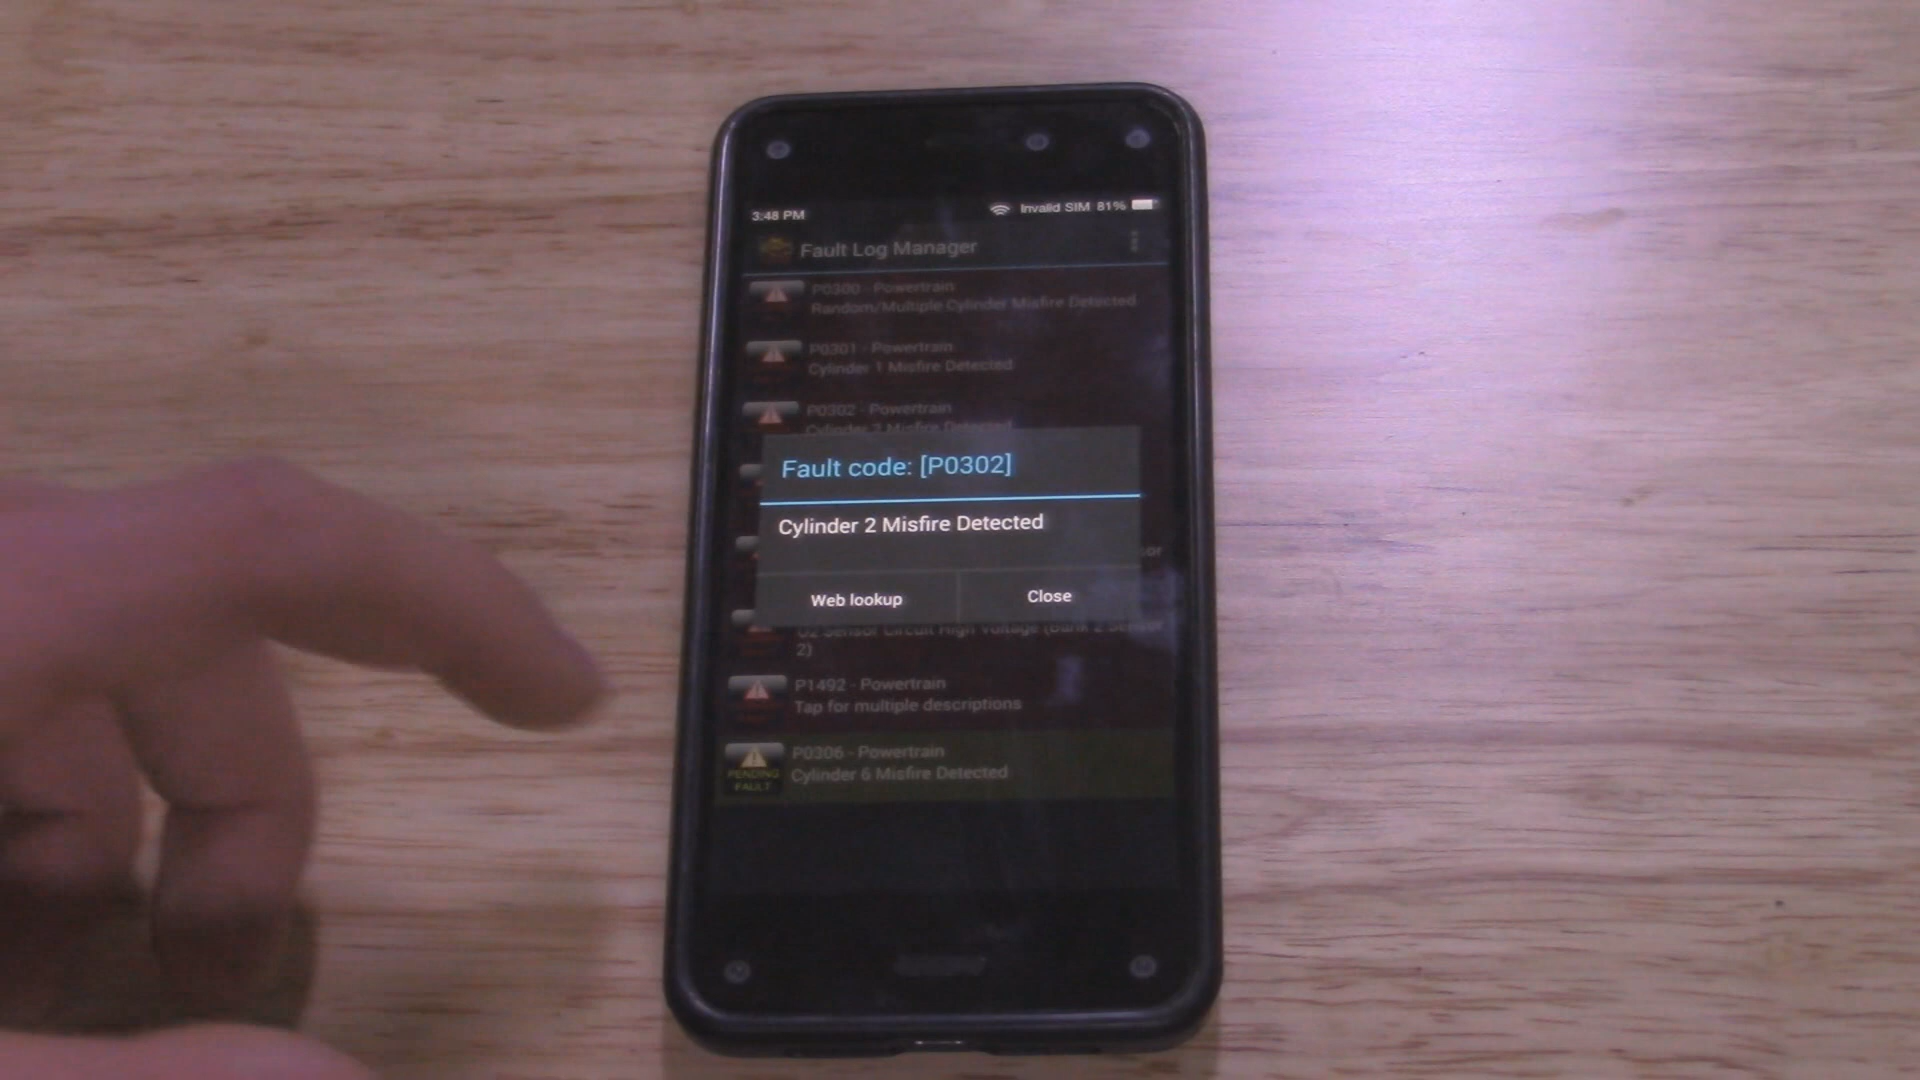 3:48 PM
Invalid SIM 81%
Fault Log Manager
P0300 - Powertrain
Random/Multiple Cylinder Misfire Detected
P0301 - Powertrain
Cylinder 1 Misfire Detected
P0302 - Powertrain
Cylinder 2 Misfire Detected
Fault code: [P0302]
Cylinder 2 Misfire Detected
Web lookup
Close
O2 Sensor Circuit High Voltage (Bank 2 Sensor
2)
P1492 - Powertrain
Tap for multiple descriptions
P0306 - Powertrain
Cylinder 6 Misfire Detected
PENDING
FAULT